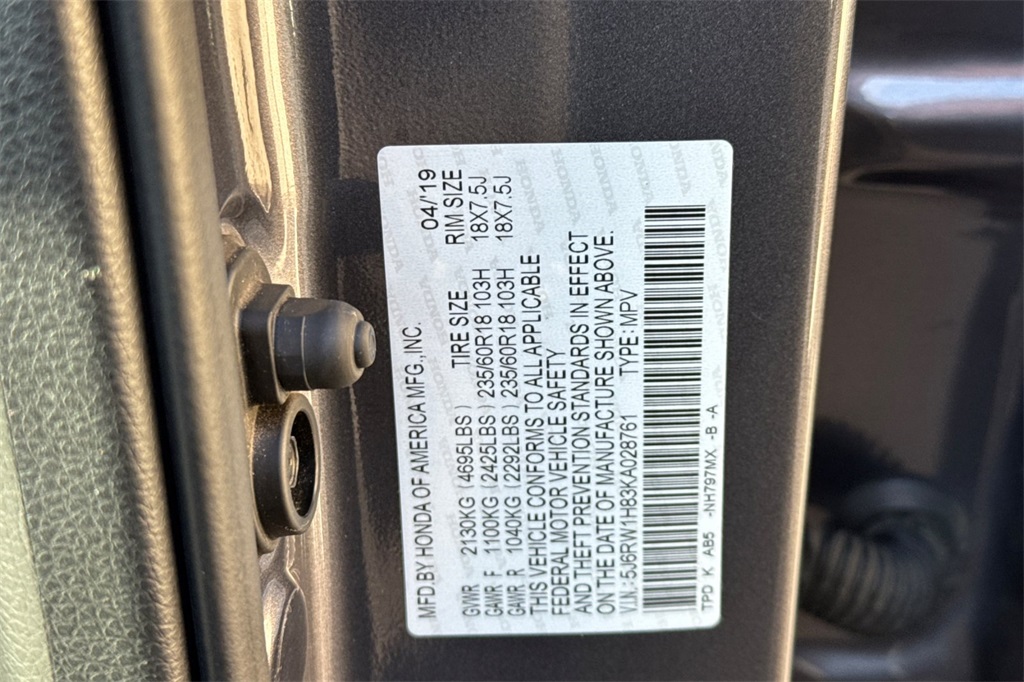 MFD.BY HONDA OF AMERICA MFG.,INC. 04/19
TIRE SIZE RIM SIZE
GVWR 2130KG (4695LBS)
GAWR F 1100KG (2425LBS) 235/60R18 103H 18X7.5J
GAWR R 1040KG (2292LBS) 235/60R18 103H 18X7.5J
THIS VEHICLE CONFORMS TO ALL APPLICABLE
FEDERAL MOTOR VEHICLE SAFETY
AND THEFT PREVENTION STANDARDS IN EFFECT
ON THE DATE OF MANUFACTURE SHOWN ABOVE.
V.I.N.:5J6RW1H83KA028761 TYPE:MPV
TPD K AB5 -NH797MX -B -A